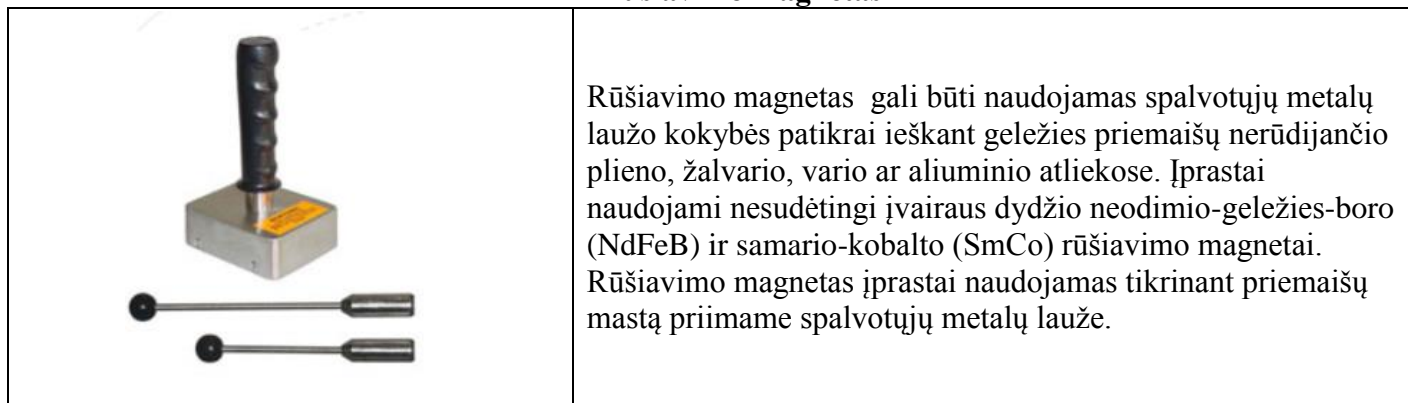 Rūšiavimo magnetas  gali būti naudojamas spalvotųjų metalų
laužo kokybės patikrai ieškant geležies priemaišų nerūdijančio
plieno, žalvario, vario ar aliuminio atliekose. Įprastai
naudojami nesudėtingi įvairaus dydžio neodimio-geležies-boro
(NdFeB) ir samario-kobalto (SmCo) rūšiavimo magnetai.
Rūšiavimo magnetas įprastai naudojamas tikrinant priemaišų
mastą priimame spalvotųjų metalų lauže.